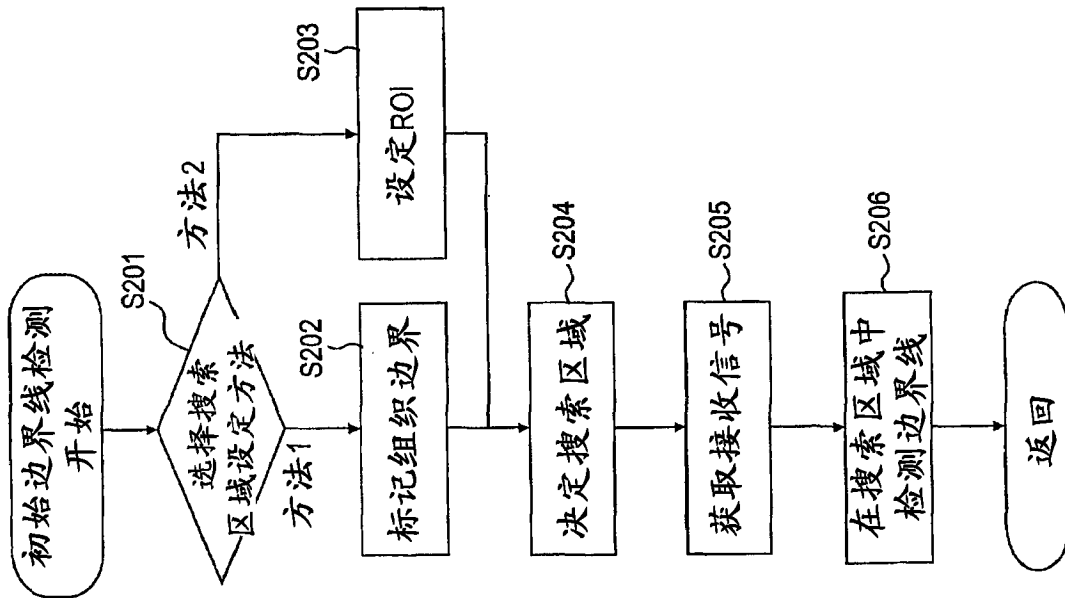 初始边界线检测
开始
S201
选择搜索
区域设定方法
方法2
方法1
S202
标记组织边界
S203
设定ROI
S204
决定搜索区域
S205
获取接收信号
S206
在搜索区域中
检测边界线
返回